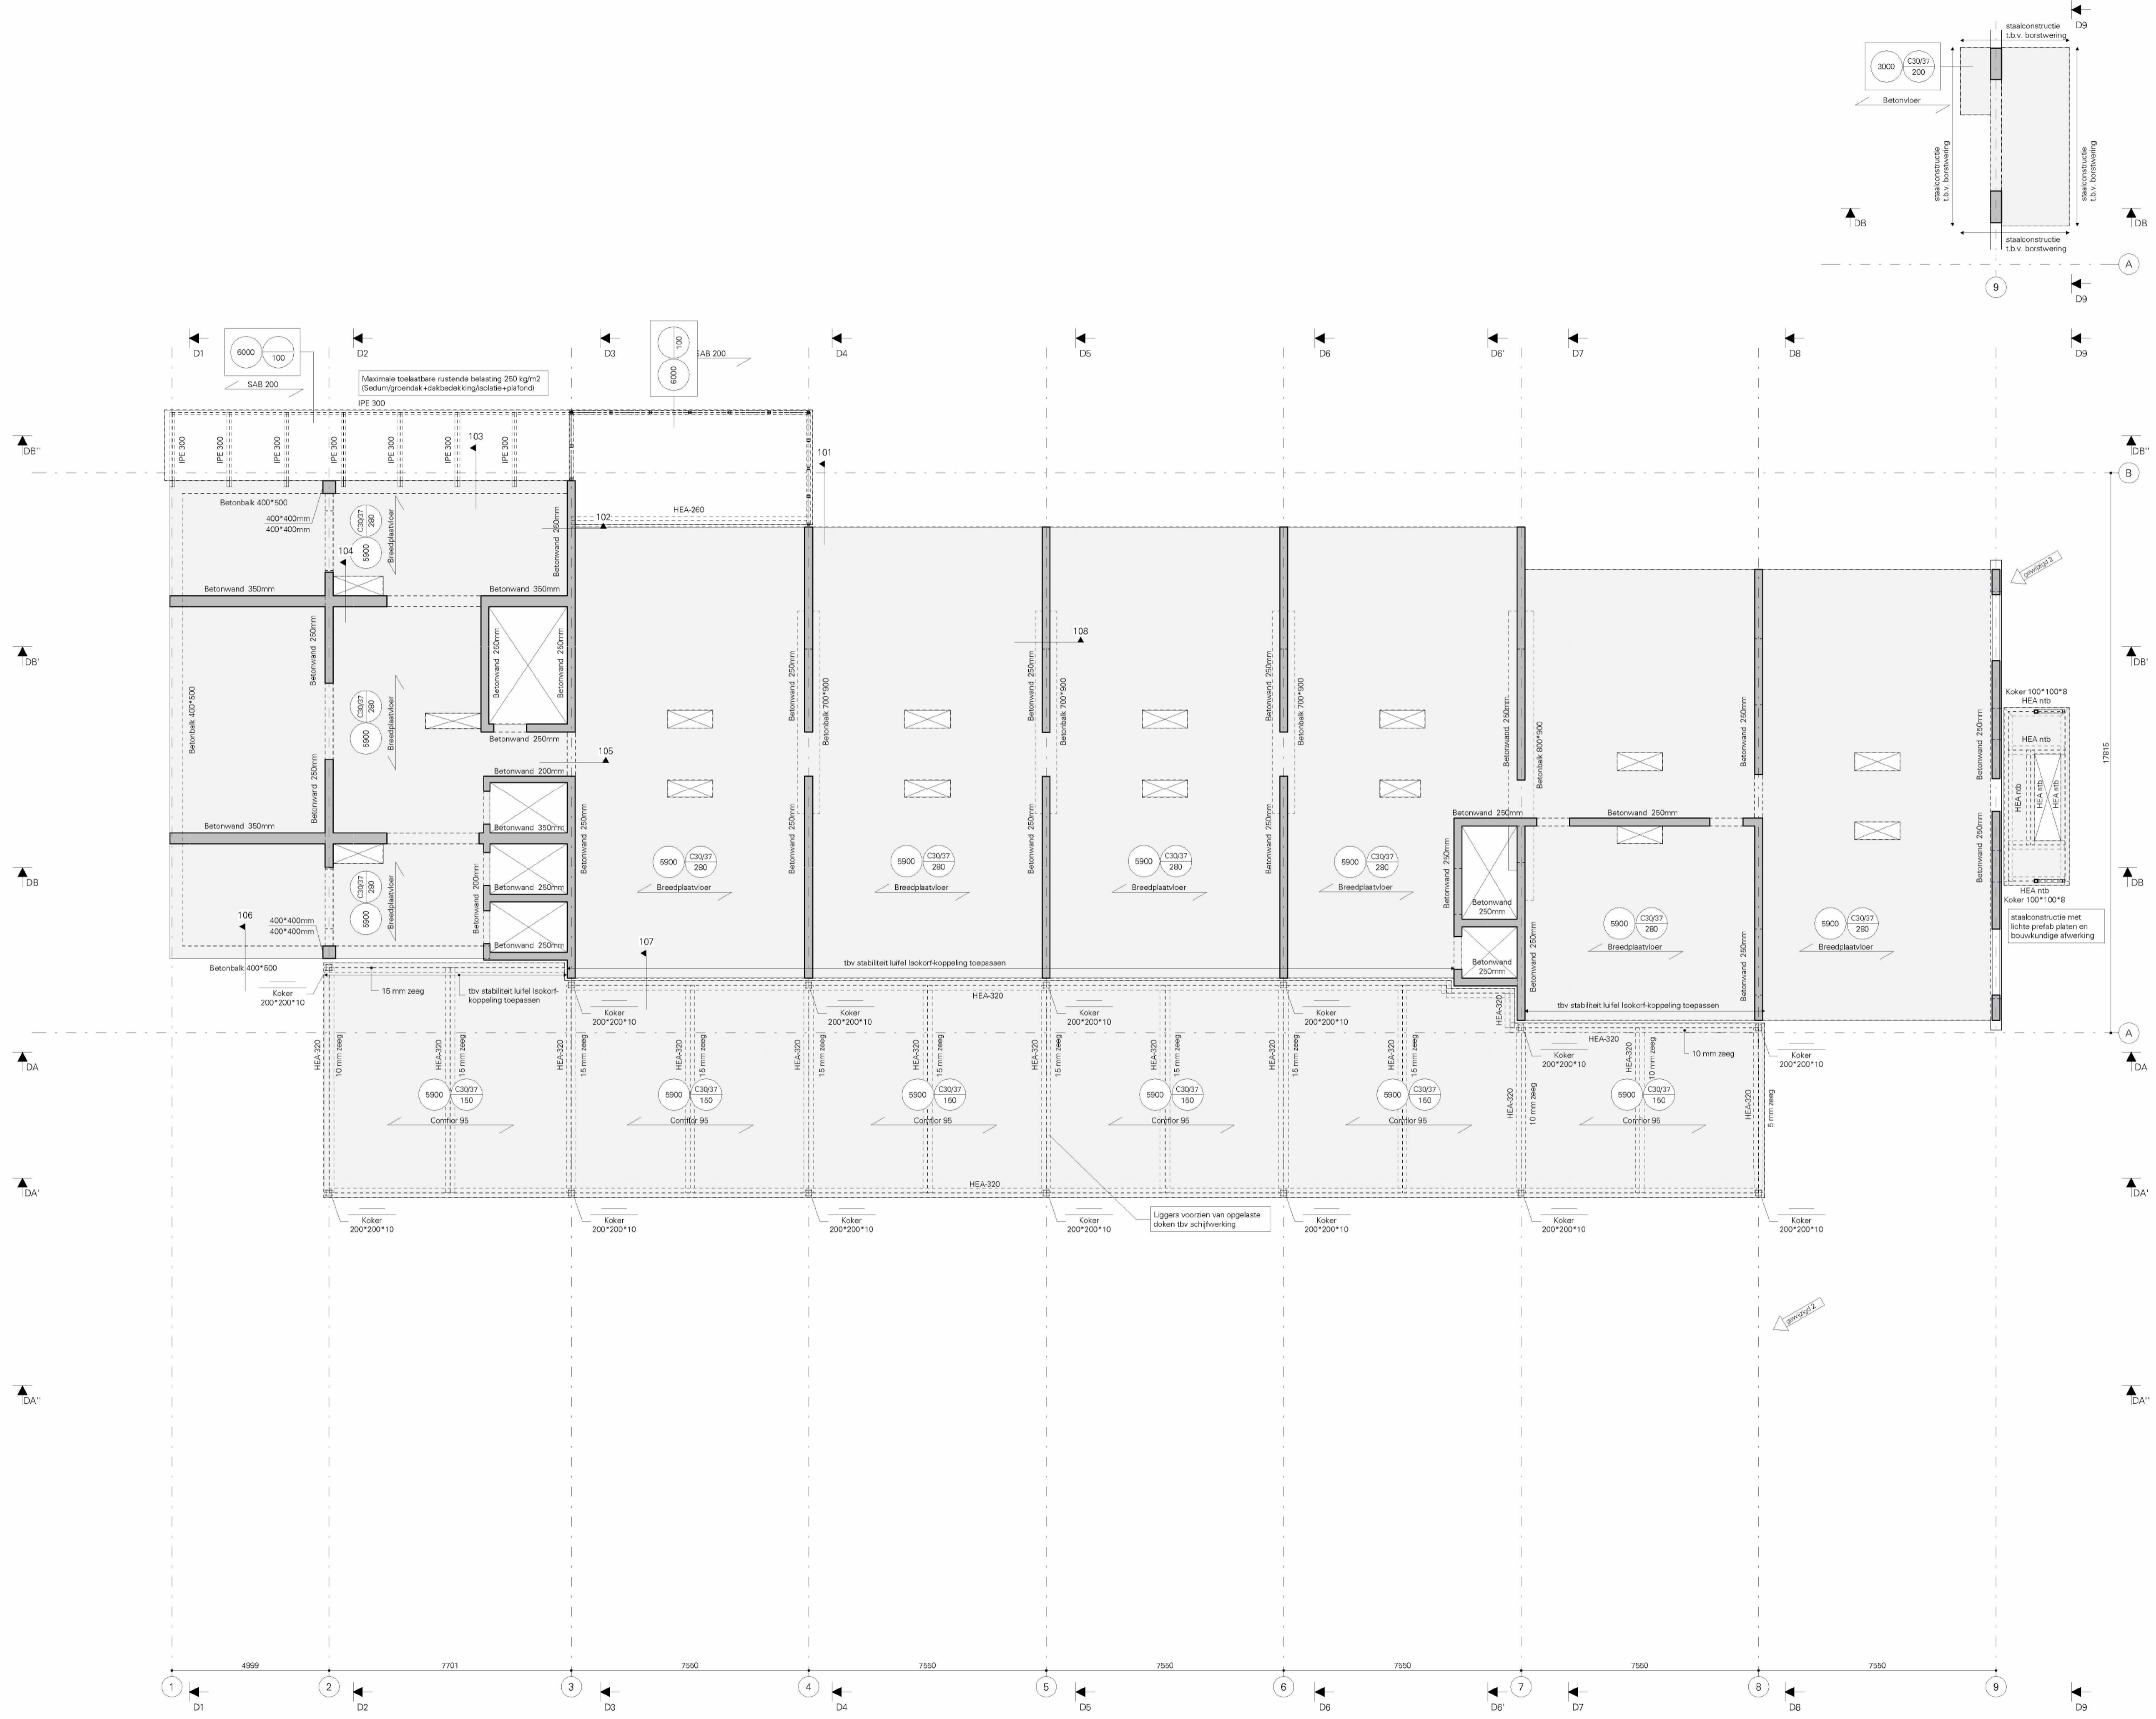 D9
staalconstructie
t.b.v. borstwering
3000
C30/37
200
Betonvloer
staalconstructie
t.b.v. borstwering
staalconstructie
t.b.v. borstwering
DB
DB
staalconstructie
t.b.v. borstwering
A
9
D9
D1
D2
D3
D4
D5
D6
D6'
D7
D8
D9
6000
100
SAB 200
100
6000
SAB 200
Maximale toelaatbare rustende belasting 250 kg/m2
(Sedum/groendak+dakbedekking/isolatie+plafond)
IPE 300
IPE 300
IPE 300
IPE 300
IPE 300
IPE 300
IPE 300
IPE 300
103
101
DB''
DB''
B
Betonbalk 400*500
400*400mm
400*400mm
C30/37
280
5900
Breedplaatvloer
Betonwand 250mm
102
HEA-260
104
gewijzigd 2
Betonwand 350mm
Betonwand 350mm
Betonwand 250mm
Betonwand 250mm
Betonwand 250mm
108
DB'
DB'
Betonbalk 400*500
C30/37
280
5900
Breedplaatvloer
Betonwand 250mm
Betonwand 250mm
Betonbalk 700*900
Betonwand 250mm
Betonbalk 700*900
Betonwand 250mm
Betonbalk 700*900
Betonwand 250mm
Betonbalk 800*900
Betonwand 250mm
Betonwand 250mm
Koker 100*100*8
HEA ntb
HEA ntb
HEA ntb
HEA ntb
HEA ntb
17815
105
Betonwand 200mm
Betonwand 250mm
Betonwand 350mm
Betonwand 350mm
Betonwand 250mm
Betonwand 250mm
Betonwand 250mm
Betonwand 250mm
Betonwand 250mm
Betonwand 250mm
Betonwand 250mm
Betonwand 250mm
C30/37
280
5900
Breedplaatvloer
Betonwand 200mm
Betonwand 250mm
Betonwand 250mm
5900
C30/37
280
Breedplaatvloer
5900
C30/37
280
Breedplaatvloer
5900
C30/37
280
Breedplaatvloer
5900
C30/37
280
Breedplaatvloer
Betonwand
250mm
Betonwand
250mm
Betonwand 250mm
5900
C30/37
280
Breedplaatvloer
Betonwand 250mm
5900
C30/37
280
Breedplaatvloer
DB
DB
HEA ntb
Koker 100*100*8
staalconstructie met
lichte prefab platen en
bouwkundige afwerking
106
400*400mm
400*400mm
107
Betonbalk 400*500
Koker
200*200*10
15 mm zeeg
tbv stabiliteit luifel Isokorf-
koppeling toepassen
tbv stabiliteit luifel Isokorf-koppeling toepassen
HEA-320
HEA-320
tbv stabiliteit luifel Isokorf-koppeling toepassen
Koker
200*200*10
Koker
200*200*10
Koker
200*200*10
Koker
200*200*10
HEA-320
10 mm zeeg
Koker
200*200*10
Koker
200*200*10
A
DA
DA
HEA-320
10 mm zeeg
HEA-320
15 mm zeeg
HEA-320
15 mm zeeg
HEA-320
15 mm zeeg
HEA-320
15 mm zeeg
HEA-320
15 mm zeeg
HEA-320
15 mm zeeg
HEA-320
15 mm zeeg
HEA-320
15 mm zeeg
HEA-320
15 mm zeeg
HEA-320
10 mm zeeg
HEA-320
10 mm zeeg
HEA-320
5 mm zeeg
5900
C30/37
150
Comflor 95
5900
C30/37
150
Comflor 95
5900
C30/37
150
Comflor 95
5900
C30/37
150
Comflor 95
5900
C30/37
150
Comflor 95
5900
C30/37
150
Comflor 95
HEA-320
DA'
DA'
Koker
200*200*10
Koker
200*200*10
Koker
200*200*10
Koker
200*200*10
Liggers voorzien van opgelaste
doken tbv schijfwerking
Koker
200*200*10
Koker
200*200*10
Koker
200*200*10
gewijzigd 2
DA''
DA''
4999
7701
7550
7550
7550
7550
7550
7550
1
2
3
4
5
6
7
8
9
D1
D2
D3
D4
D5
D6
D6'
D7
D8
D9